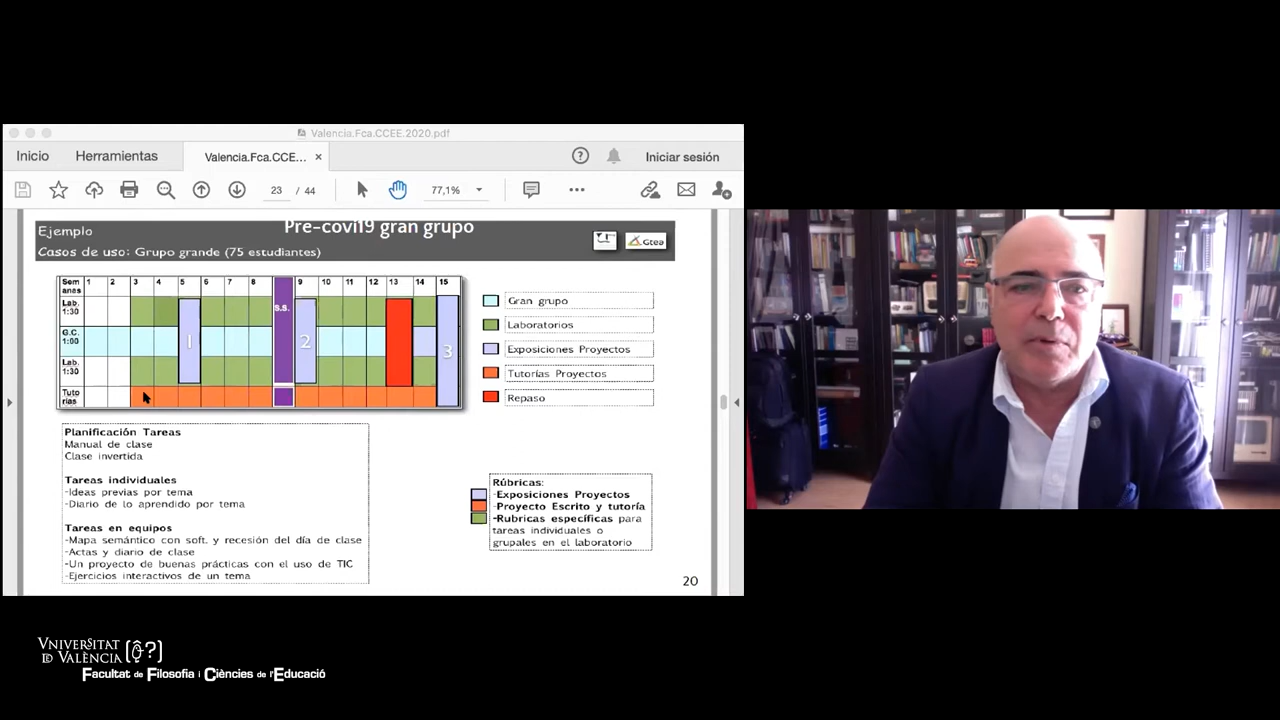 Valencia.Fca.CCEE.2020.pdf
Inicio
Herramientas
Valencia.Fca.CCE... ×
Iniciar sesión
23 / 44
77,1%
Ejemplo
Pre-covi19 gran grupo
Casos de uso: Grupo grande (75 estudiantes)
Gtea
Sem anas 1 2 3 4 5 6 7 8 9 10 11 12 13 14 15
Lab. 1:30
S.S.
G.C. 1:00
1 2 3
Lab. 1:30
Tuto rias
Gran grupo
Laboratorios
Exposiciones Proyectos
Tutorías Proyectos
Repaso
Planificación Tareas
Manual de clase
Clase invertida
Tareas individuales
-Ideas previas por tema
-Diario de lo aprendido por tema
Tareas en equipos
-Mapa semántico con soft. y recesión del día de clase
-Actas y diario de clase
-Un proyecto de buenas prácticas con el uso de TIC
-Ejercicios interactivos de un tema
Rúbricas:
-Exposiciones Proyectos
-Proyecto Escrito y tutoría
-Rubricas específicas para
tareas individuales o
grupales en el laboratorio
20
VNIVERSITAT
DE VALÈNCIA
Facultat de Filosofia i Ciències de l'Educació